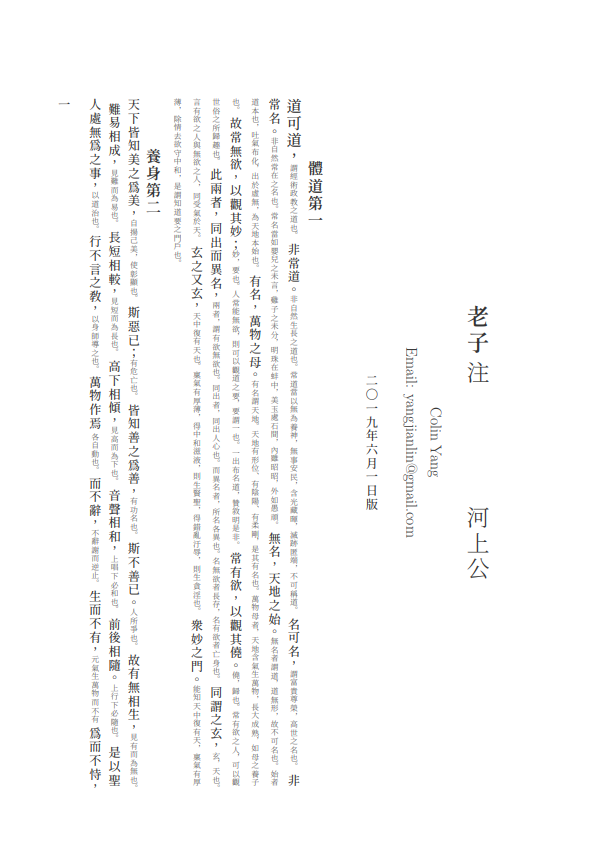 老子注
河上公
Colin Yang
Email: yangjianlin@gmail.com
二〇一九年六月一日版
體道第一
道可道，謂經術政教之道也。非常道。非自然生長之道也。常道當以無為養神，無事安民，含光藏暉，滅跡匿端，不可稱道。名可名，謂富貴尊榮，高世之名也。非
常名。非自然常在之名也。常名當如嬰兒之未言，雞子之未分，明珠在蚌中，美玉處石間，內雖昭昭，外如愚頑。無名，天地之始。無名者謂道，道無形，故不可名也。始者
道本也，吐氣布化，出於虛無，為天地本始也。有名，萬物之母。有名謂天地。天地有形位，有陰陽，有柔剛，是其有名也。萬物母者，天地含氣生萬物，長大成熟，如母之養子
也。故常無欲，以觀其妙；妙，要也。人常能無欲，則可以觀道之要，要謂一也。一出布名道，贊敘明是非。常有欲，以觀其徼。徼，歸也。常有欲之人，可以觀
世俗之所歸趣也。此兩者，同出而異名，兩者，謂有欲無欲也。同出者，同出人心也。而異名者，所名各異也。名無欲者長存，名有欲者亡身也。同謂之玄，玄，天也。
言有欲之人與無欲之人，同受氣於天。玄之又玄，天中復有天也。稟氣有厚薄，得中和滋液，則生賢聖，得錯亂汙辱，則生貪淫也。衆妙之門。能知天中復有天，稟氣有厚
薄，除情去欲守中和，是謂知道要之門戶也。
養身第二
天下皆知美之爲美，自揚己美，使彰顯也。斯惡已；有危亡也。皆知善之爲善，有功名也。斯不善已。人所爭也。故有無相生，見有而為無也。
難易相成，見難而為易也。長短相較，見短而為長也。高下相傾，見高而為下也。音聲相和，上唱下必和也。前後相隨。上行下必隨也。是以聖
人處無爲之事，以道治也。行不言之教，以身師導之也。萬物作焉各自動也。而不辭，不辭謝而逆止。生而不有，元氣生萬物而不有爲而不恃，
一